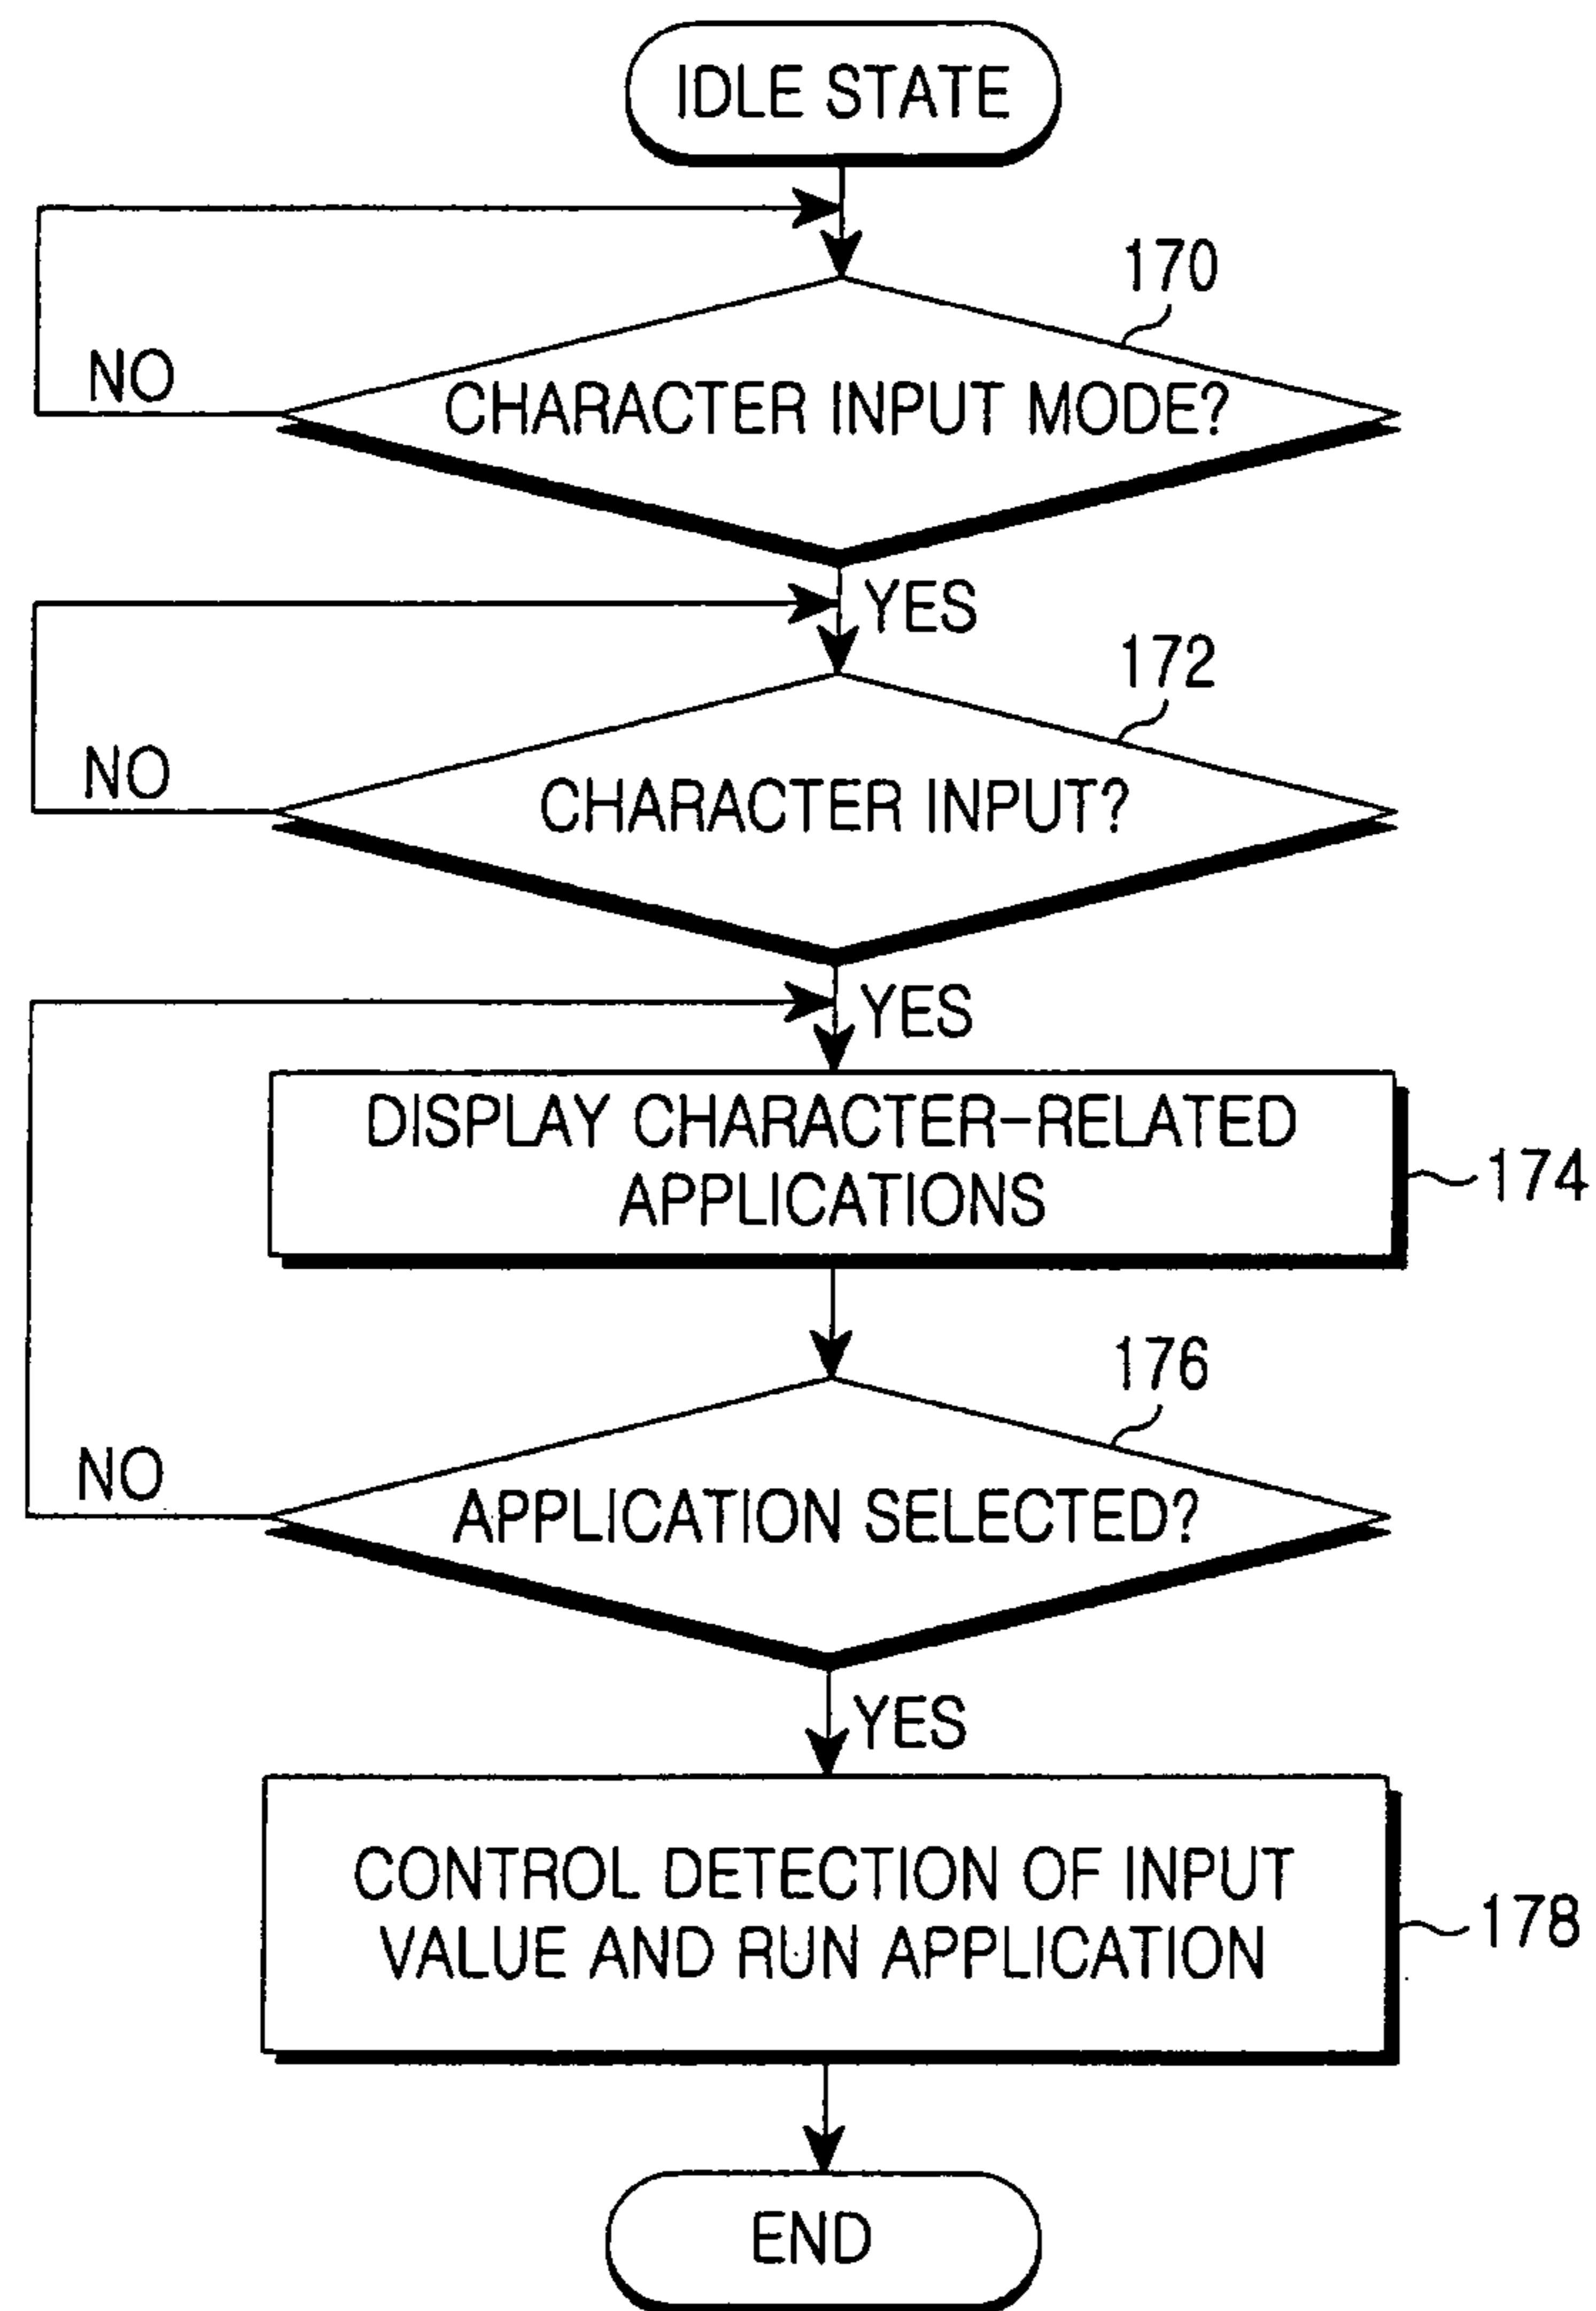 IDLE STATE
170
NO
CHARACTER INPUT MODE?
YES
172
NO
CHARACTER INPUT?
YES
DISPLAY CHARACTER-RELATED
APPLICATIONS
174
176
NO
APPLICATION SELECTED?
YES
CONTROL DETECTION OF INPUT
VALUE AND RUN APPLICATION
178
END